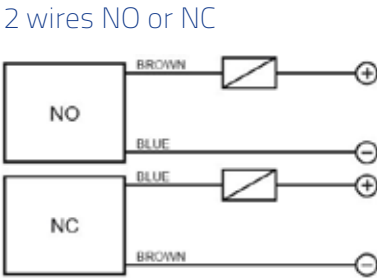 2 wires NO or NC
BROWN
+
NO
BLUE
−
BLUE
+
NC
BROWN
−